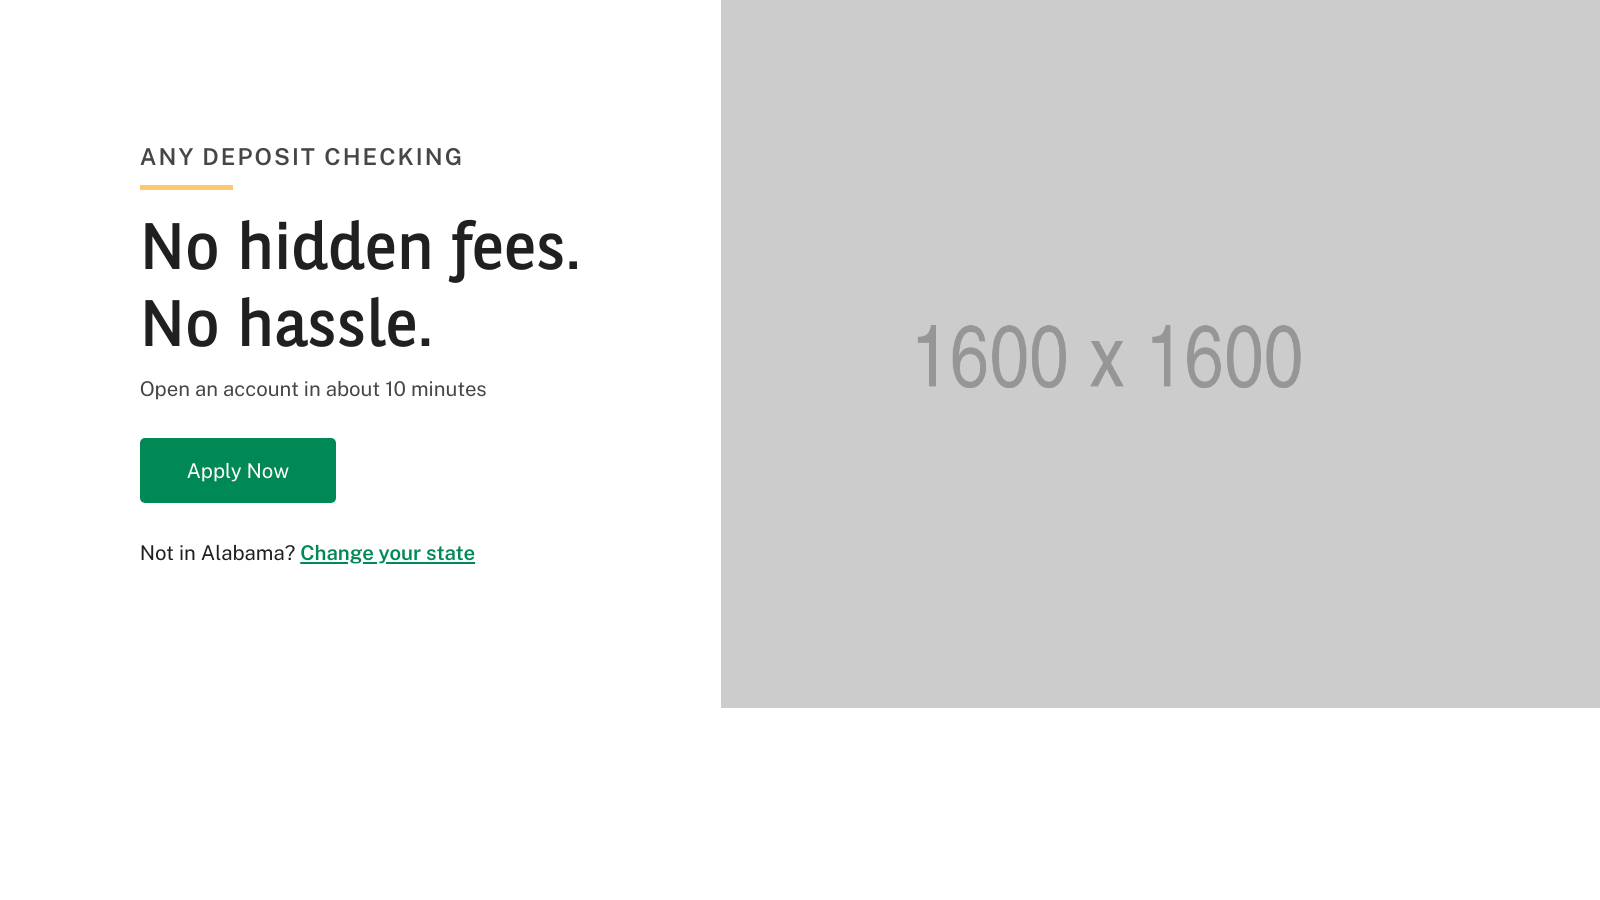 ANY DEPOSIT CHECKING
No hidden fees.
No hassle.
Open an account in about 10 minutes
Apply Now
Not in Alabama? Change your state
1600 x 1600